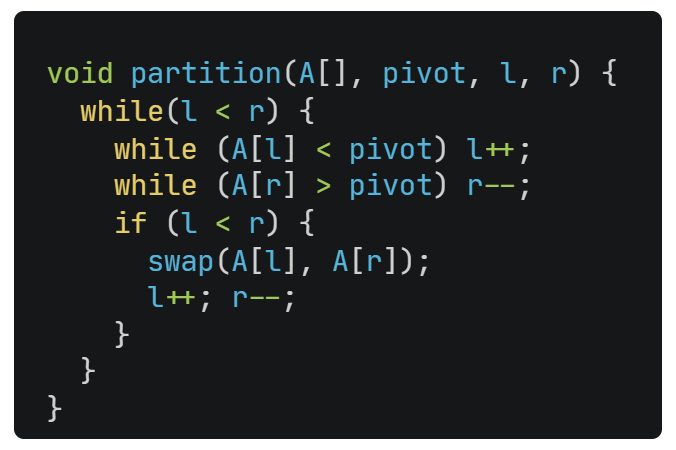 void partition(A[], pivot, l, r) {
  while(l < r) {
    while (A[l] < pivot) l++;
    while (A[r] > pivot) r--;
    if (l < r) {
      swap(A[l], A[r]);
      l++; r--;
    }
  }
}